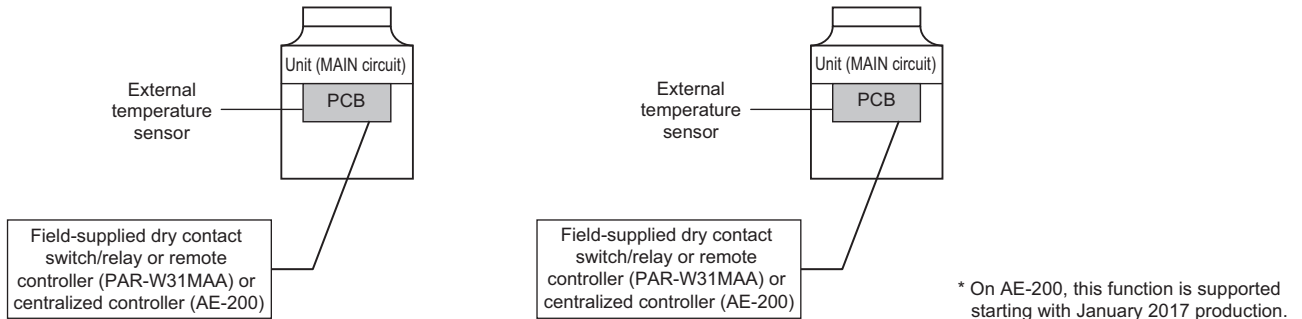 Unit (MAIN circuit)
PCB
External
temperature
sensor
Field-supplied dry contact
switch/relay or remote
controller (PAR-W31MAA) or
centralized controller (AE-200)
Unit (MAIN circuit)
PCB
External
temperature
sensor
Field-supplied dry contact
switch/relay or remote
controller (PAR-W31MAA) or
centralized controller (AE-200)
* On AE-200, this function is supported
starting with January 2017 production.